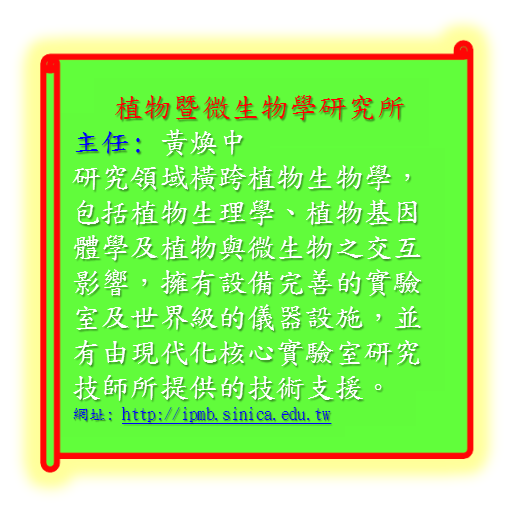 植物暨微生物學研究所
主任: 黃煥中
研究領域橫跨植物生物學，
包括植物生理學、植物基因
體學及植物與微生物之交互
影響，擁有設備完善的實驗
室及世界級的儀器設施，並
有由現代化核心實驗室研究
技師所提供的技術支援。
網址: http://ipmb.sinica.edu.tw